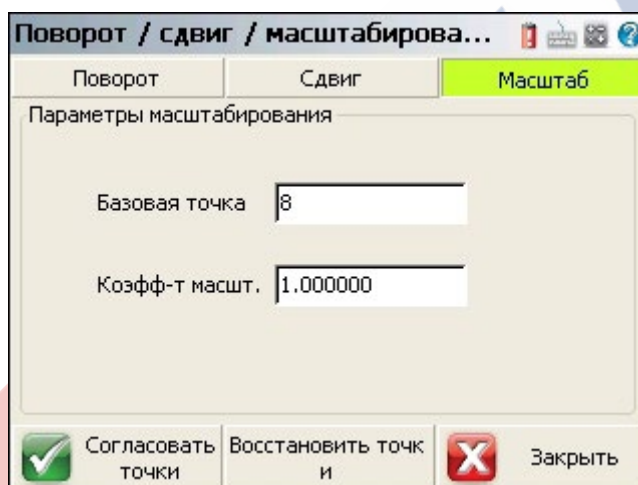 Поворот / сдвиг / масштабирова...
Поворот Сдвиг Масштаб
Параметры масштабирования
Базовая точка 8
Коэфф-т масшт. 1.000000
Согласовать точки
Восстановить точк
и
Закрыть